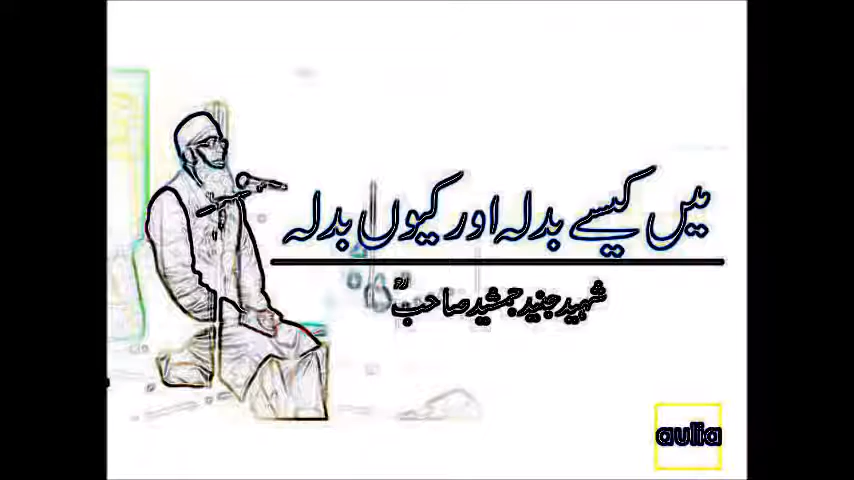 میں کیسے بدلہ اور کیوں بدلہ
شہید جنید جمشید صاحبؒ
aulia